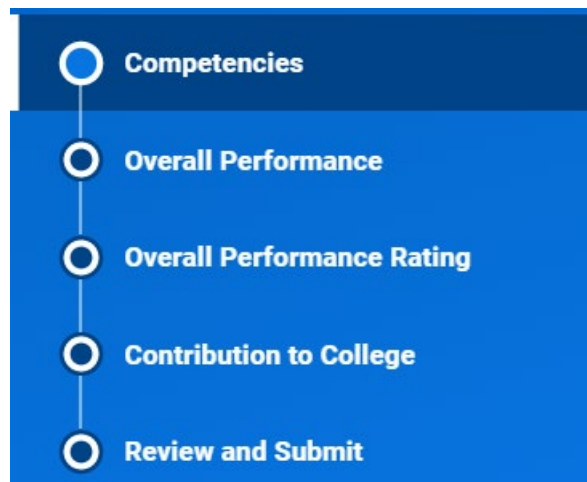 Competencies
Overall Performance
Overall Performance Rating
Contribution to College
Review and Submit